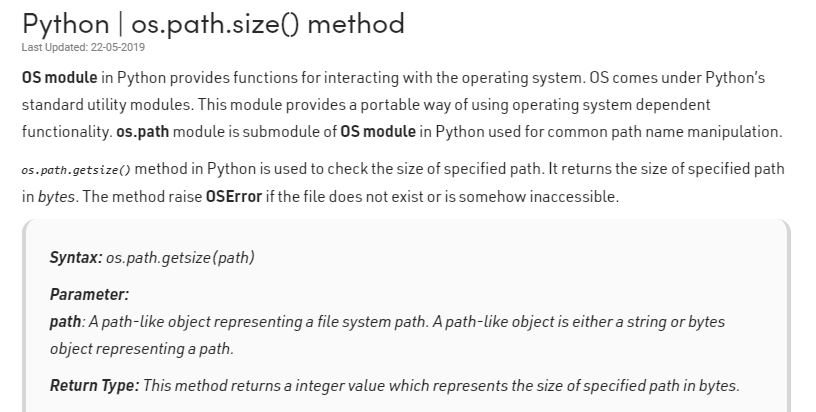 Python | os.path.size() method
Last Updated: 22-05-2019
OS module in Python provides functions for interacting with the operating system. OS comes under Python's
standard utility modules. This module provides a portable way of using operating system dependent
functionality. os.path module is submodule of OS module in Python used for common path name manipulation.
os.path.getsize() method in Python is used to check the size of specified path. It returns the size of specified path
in bytes. The method raise OSError if the file does not exist or is somehow inaccessible.
Syntax: os.path.getsize(path)
Parameter:
path: A path-like object representing a file system path. A path-like object is either a string or bytes
object representing a path.
Return Type: This method returns a integer value which represents the size of specified path in bytes.